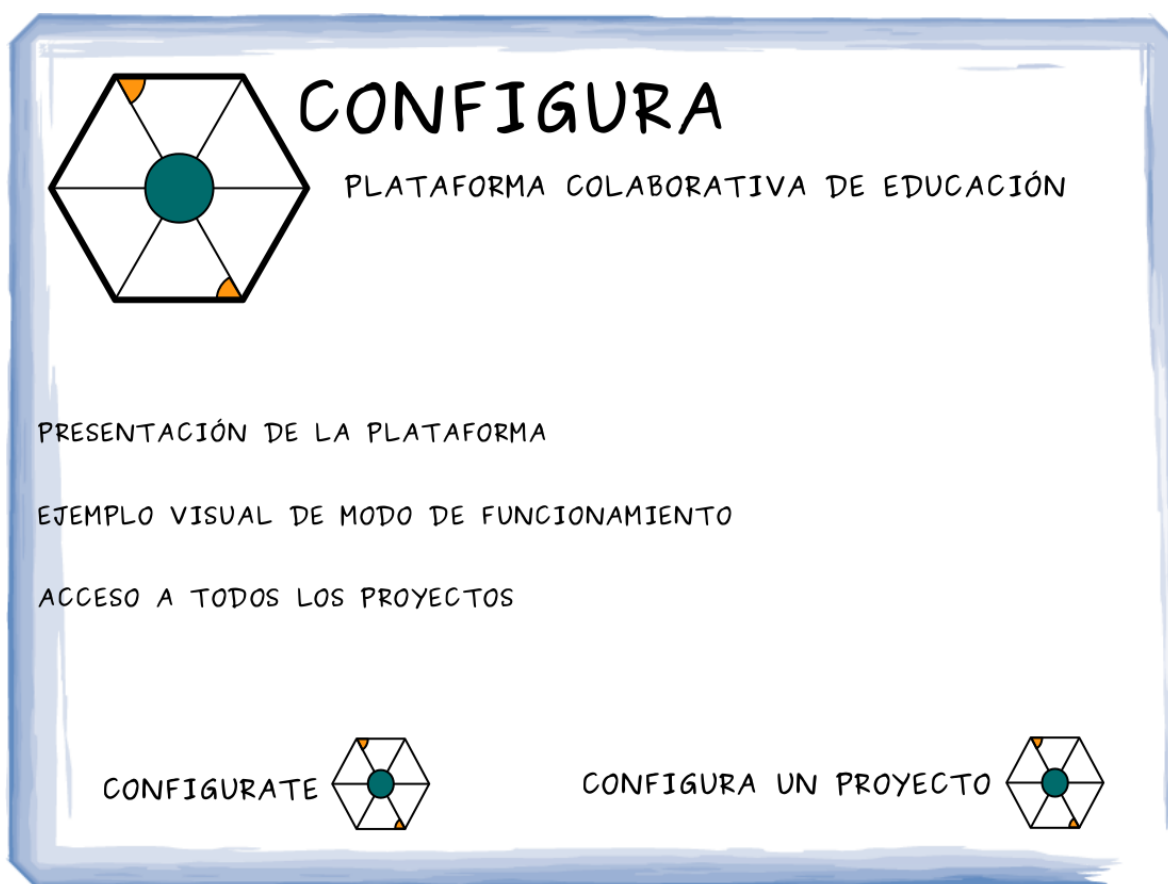 CONFIGURA
PLATAFORMA COLABORATIVA DE EDUCACIÓN
PRESENTACIÓN DE LA PLATAFORMA
EJEMPLO VISUAL DE MODO DE FUNCIONAMIENTO
ACCESO A TODOS LOS PROYECTOS
CONFIGURATE
CONFIGURA UN PROYECTO